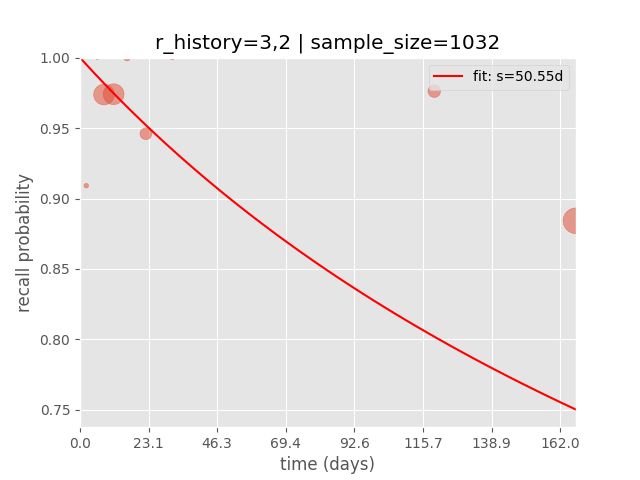 r_history=3,2 | sample_size=1032
fit: s=50.55d
1.00
0.95
0.90
0.85
0.80
0.75
recall probability
0.0 23.1 46.3 69.4 92.6 115.7 138.9 162.0
time (days)